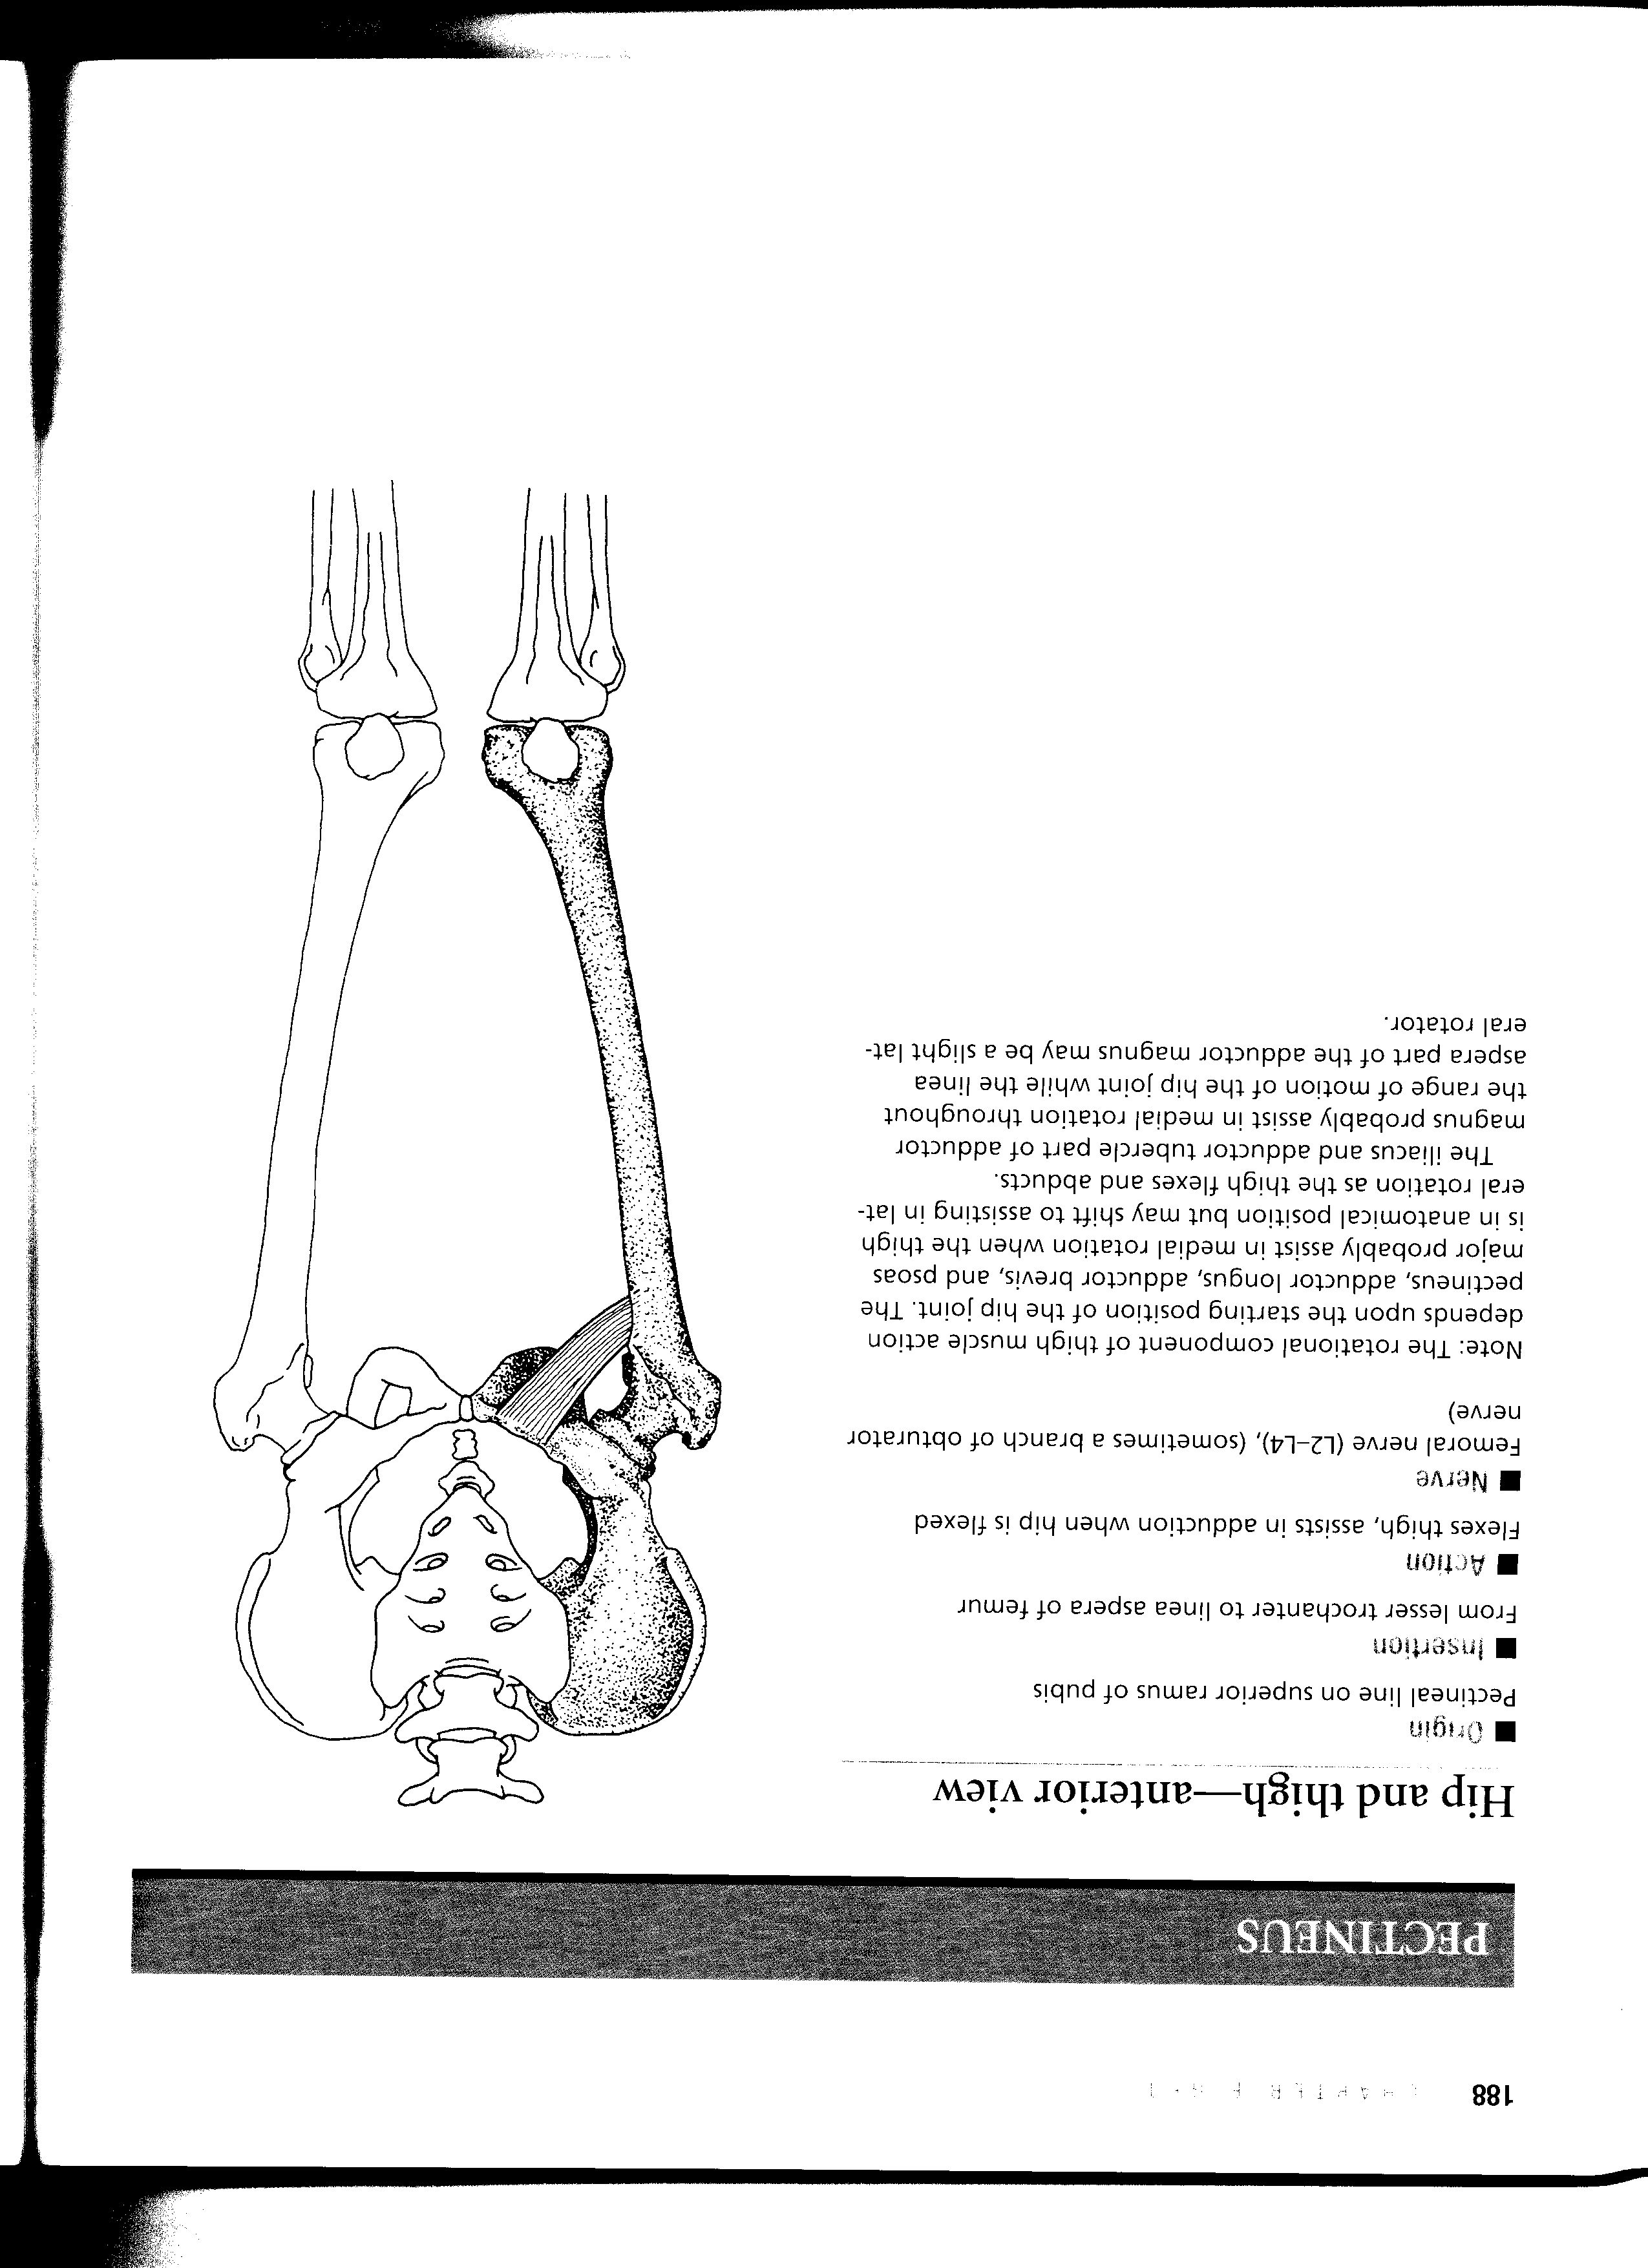 188
PECTINEUS
Hip and thigh—anterior view
■ Origin
Pectineal line on superior ramus of pubis
■ Insertion
From lesser trochanter to linea aspera of femur
■ Action
Flexes thigh, assists in adduction when hip is flexed
■ Nerve
Femoral nerve (L2–L4), (sometimes a branch of obturator
nerve)
Note: The rotational component of thigh muscle action
depends upon the starting position of the hip joint. The
pectineus, adductor longus, adductor brevis, and psoas
major probably assist in medial rotation when the thigh
is in anatomical position but may shift to assisting in lat-
eral rotation as the thigh flexes and abducts.
The iliacus and adductor tubercle part of adductor
magnus probably assist in medial rotation throughout
the range of motion of the hip joint while the linea
aspera part of the adductor magnus may be a slight lat-
eral rotator.